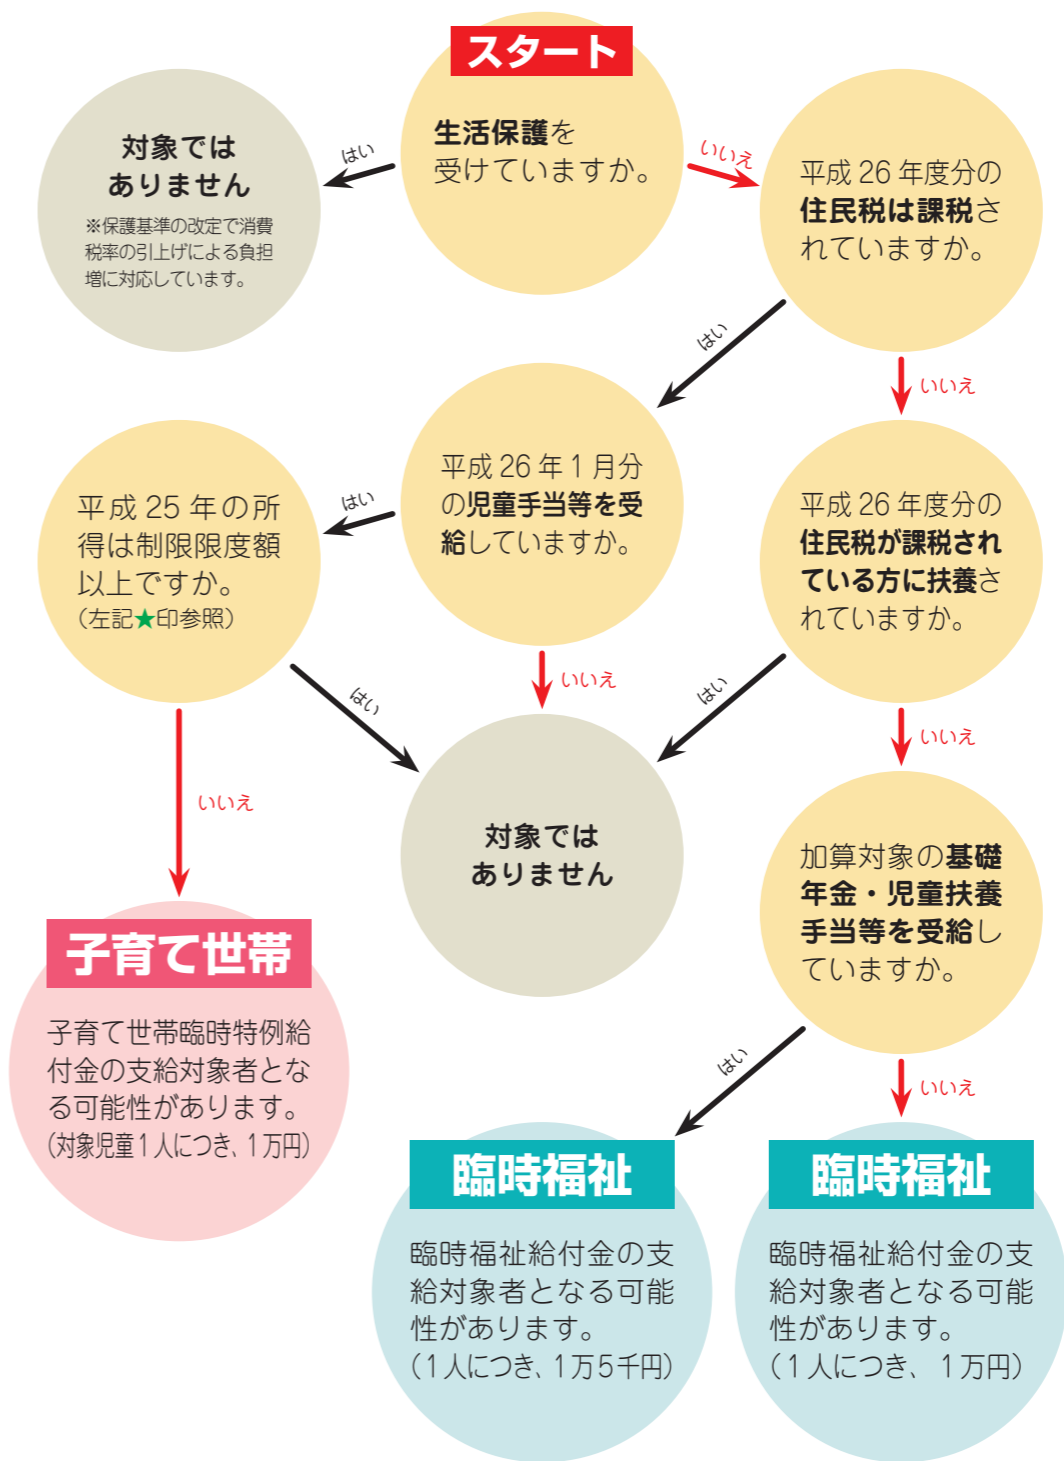 スタート
生活保護を
受けていますか。
はい
いいえ
対象では
ありません
※保護基準の改定で消費
税率の引上げによる負担
増に対応しています。
平成 26 年度分の
住民税は課税さ
れていますか。
はい
いいえ
平成 26 年 1 月分
の児童手当等を受
給していますか。
はい
いいえ
平成 25 年の所
得は制限限度額
以上ですか。
（左記★印参照）
はい
いいえ
平成 26 年度分の
住民税が課税され
ている方に扶養さ
れていますか。
はい
いいえ
対象では
ありません
加算対象の基礎
年金・児童扶養
手当等を受給し
ていますか。
はい
いいえ
子育て世帯
子育て世帯臨時特例給
付金の支給対象者とな
る可能性があります。
（対象児童１人につき、１万円）
臨時福祉
臨時福祉給付金の支
給対象者となる可能
性があります。
（１人につき、１万５千円）
臨時福祉
臨時福祉給付金の支
給対象者となる可能
性があります。
（１人につき、１万円）